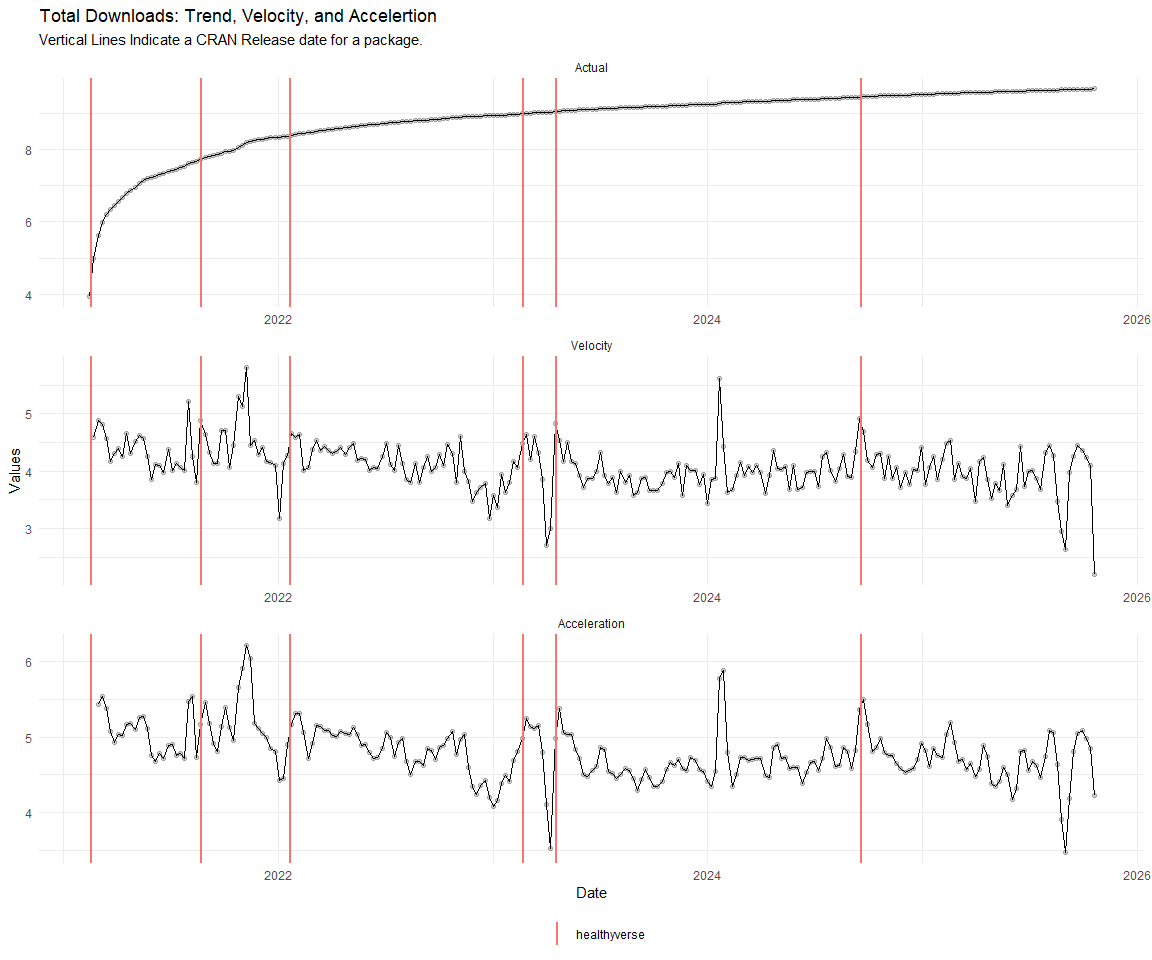 Total Downloads: Trend, Velocity, and Accelertion
Vertical Lines Indicate a CRAN Release date for a package.
Actual
8
6
4
2022 2024 2026
Velocity
5
4
3
2022 2024 2026
Acceleration
6
5
4
2022 2024 2026
Values
Date
healthyverse